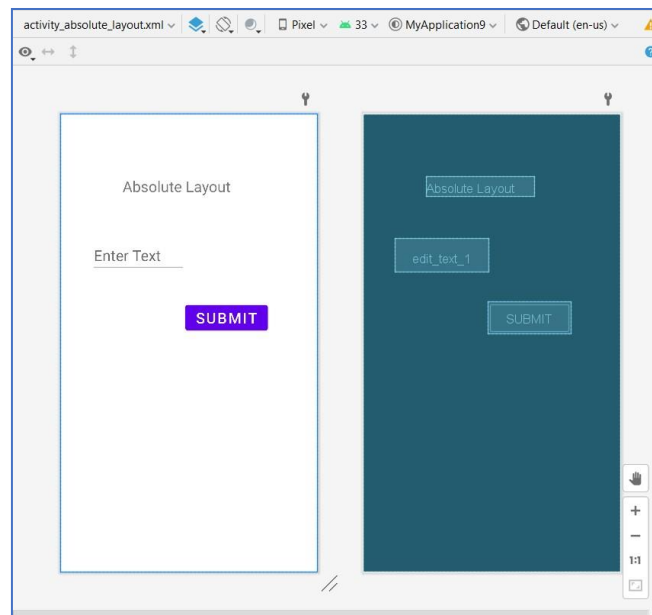 activity_absolute_layout.xml Pixel 33 MyApplication9 Default (en-us)
Absolute Layout
Enter Text
SUBMIT
Absolute Layout
edit_text_1
SUBMIT
1:1